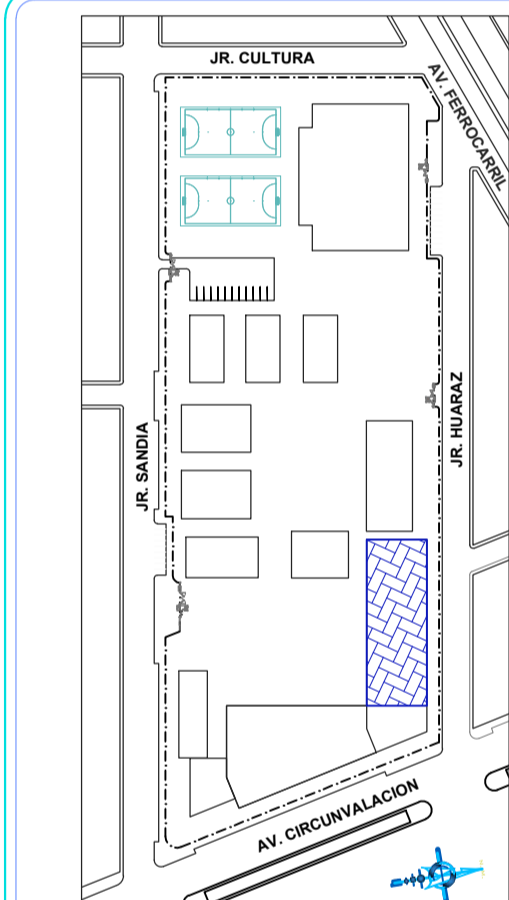 JR. CULTURA
AV. FERROCARRIL
JR. SANDIA
JR. HUARAZ
AV. CIRCUNVALACION